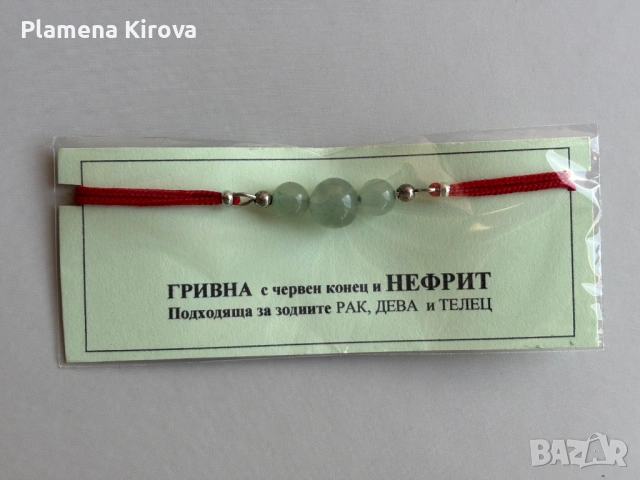 Plamena Kirova
ГРИВНА с червен конец и НЕФРИТ
Подходяща за зодиите РАК, ДЕВА и ТЕЛЕЦ
BAZAR